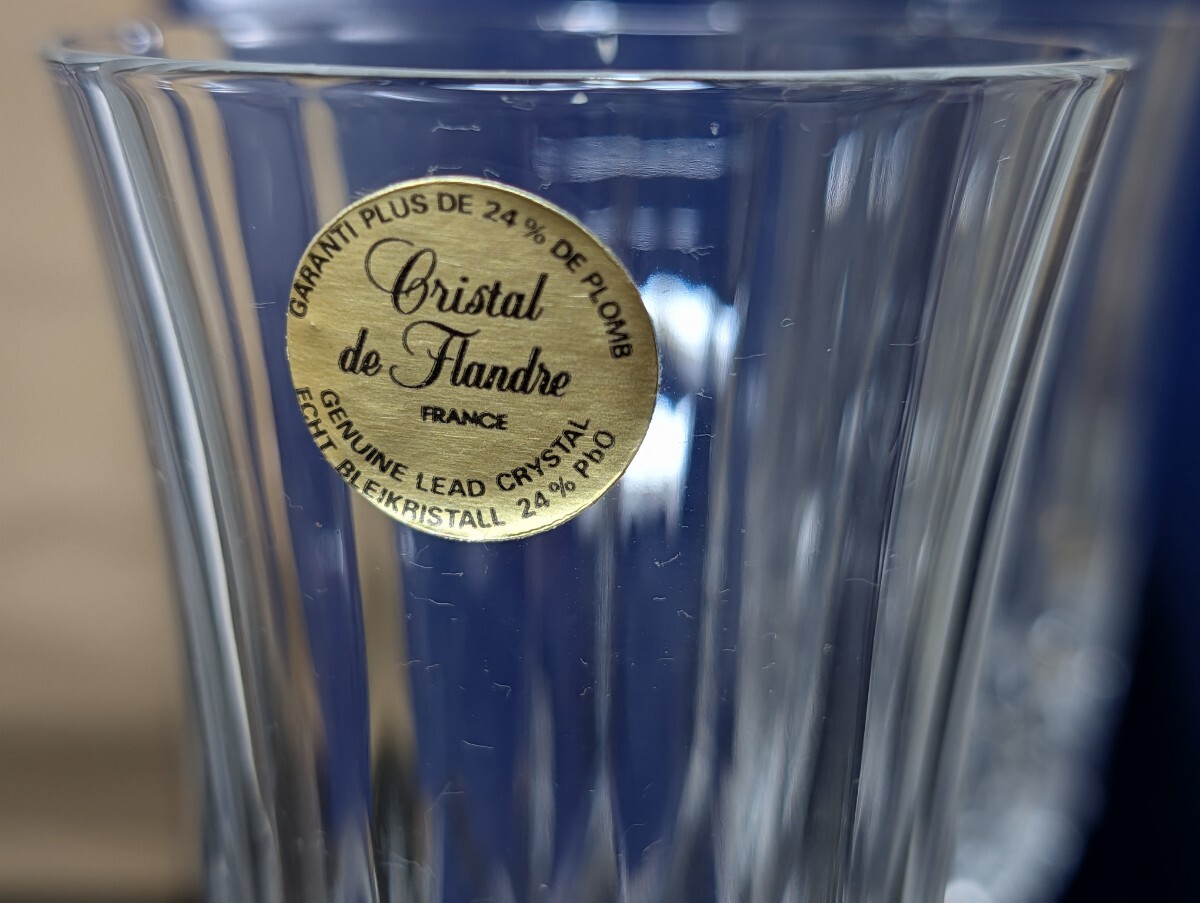 GARANTI PLUS DE 24% DE PLOMB
Cristal
de Flandre
FRANCE
GENUINE LEAD CRYSTAL
ECHT BLEIKRISTALL 24% PbO